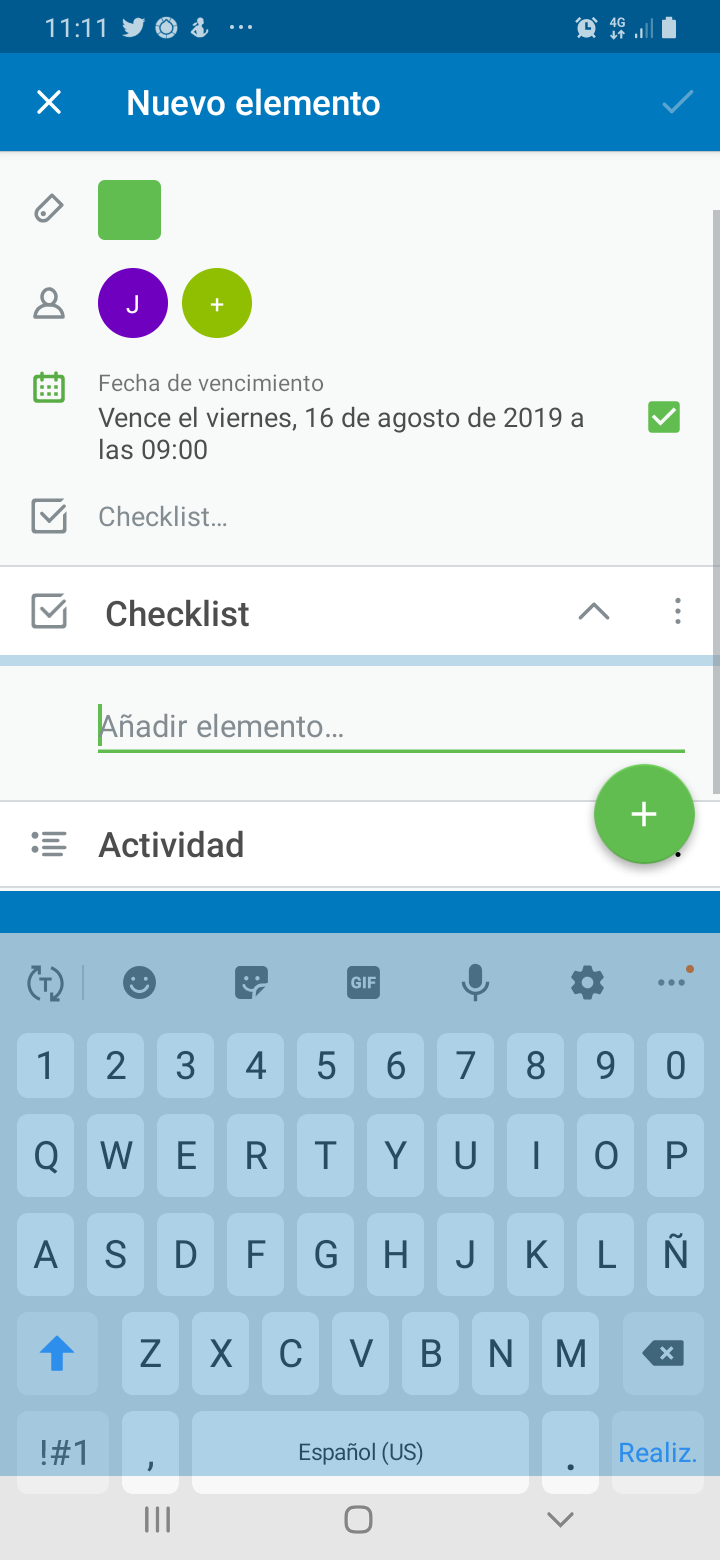 11:11
4G
Nuevo elemento
J +
Fecha de vencimiento
Vence el viernes, 16 de agosto de 2019 a
las 09:00
Checklist...
Checklist
Añadir elemento...
+
Actividad
T GIF
1 2 3 4 5 6 7 8 9 0
Q W E R T Y U I O P
A S D F G H J K L Ñ
Z X C V B N M
!#1 , Español (US) . Realiz.